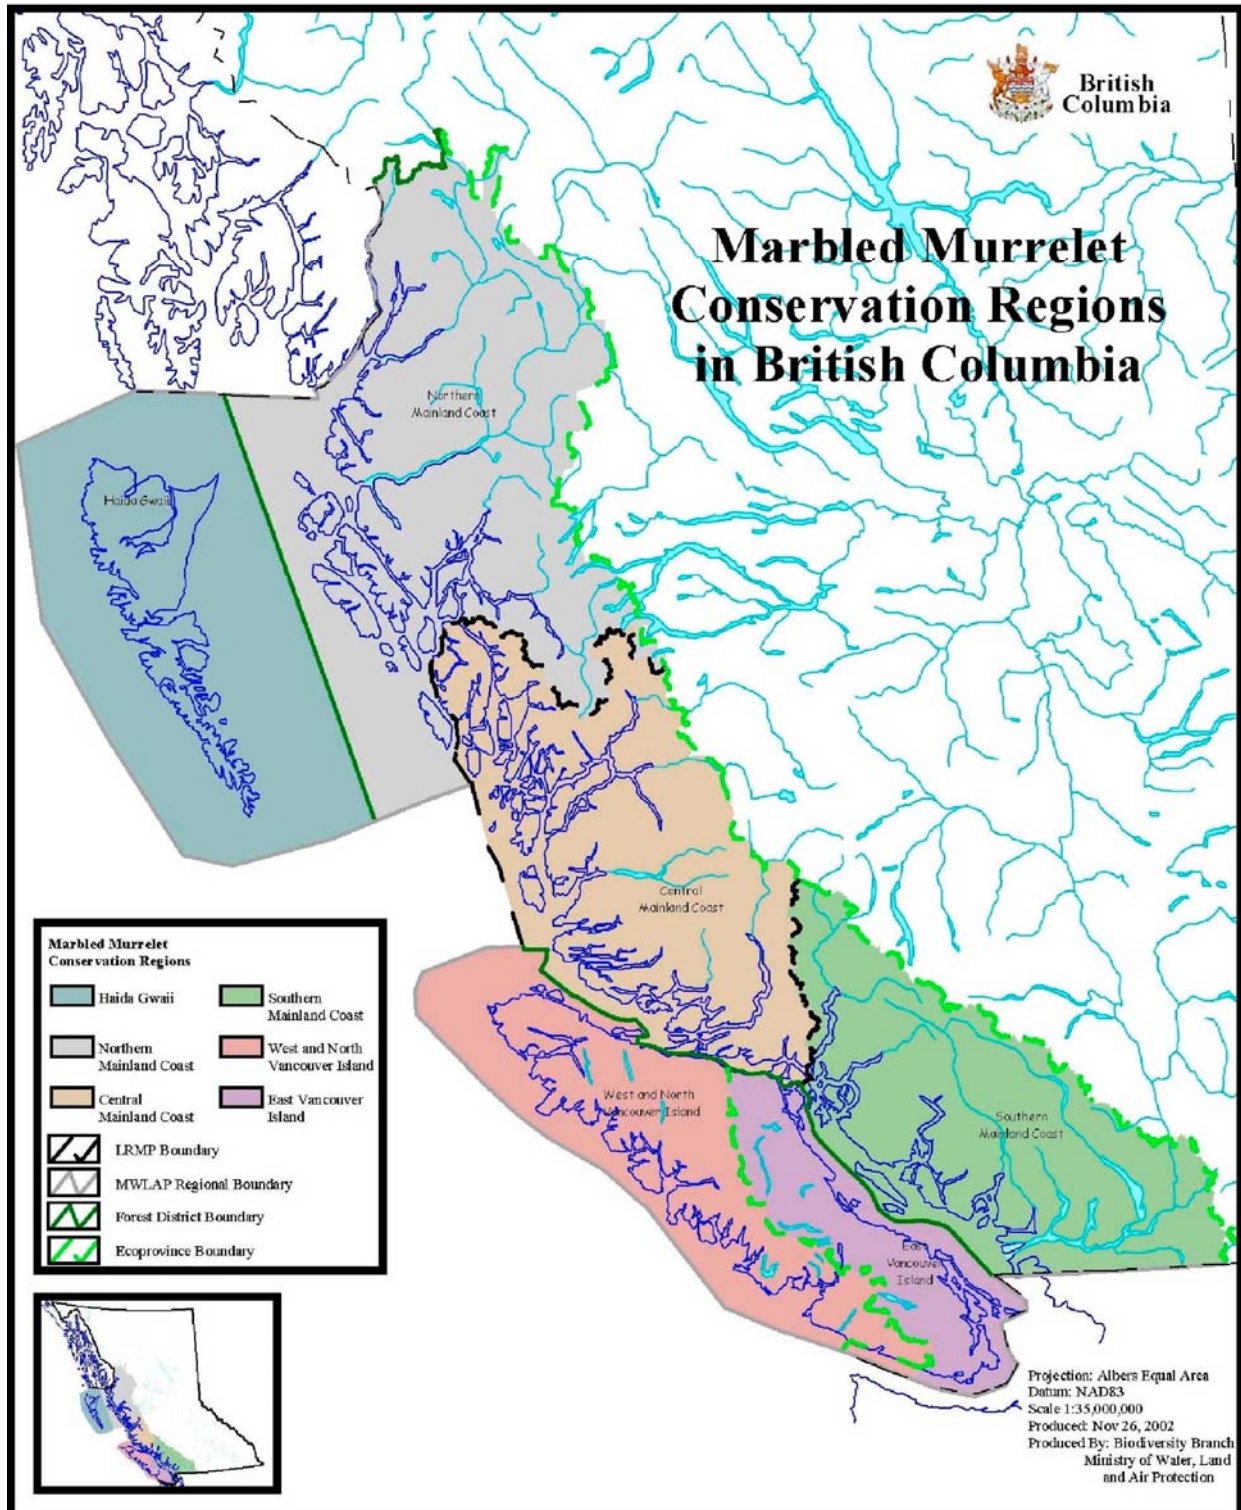 British
Columbia
Marbled Murrelet
Conservation Regions
in British Columbia
Northern
Mainland Coast
Haida Gwaii
Central
Mainland Coast
West and North
Vancouver Island
Southern
Mainland Coast
East
Vancouver
Island
Marbled Murrelet
Conservation Regions
Haida Gwaii
Southern
Mainland Coast
Northern
Mainland Coast
West and North
Vancouver Island
Central
Mainland Coast
East Vancouver
Island
LRMP Boundary
MWLAP Regional Boundary
Forest District Boundary
Ecoprovince Boundary
Projection: Albers Equal Area
Datum: NAD83
Scale 1:35,000,000
Produced: Nov 26, 2002
Produced By: Biodiversity Branch
Ministry of Water, Land
and Air Protection